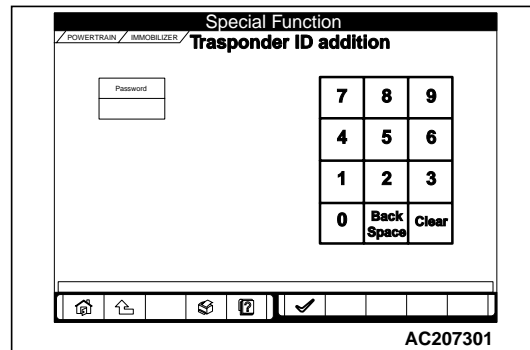 Special Function
POWERTRAIN IMMOBILIZER Trasponder ID addition
Password
7 8 9
4 5 6
1 2 3
0 Back Space Clear
?
AC207301